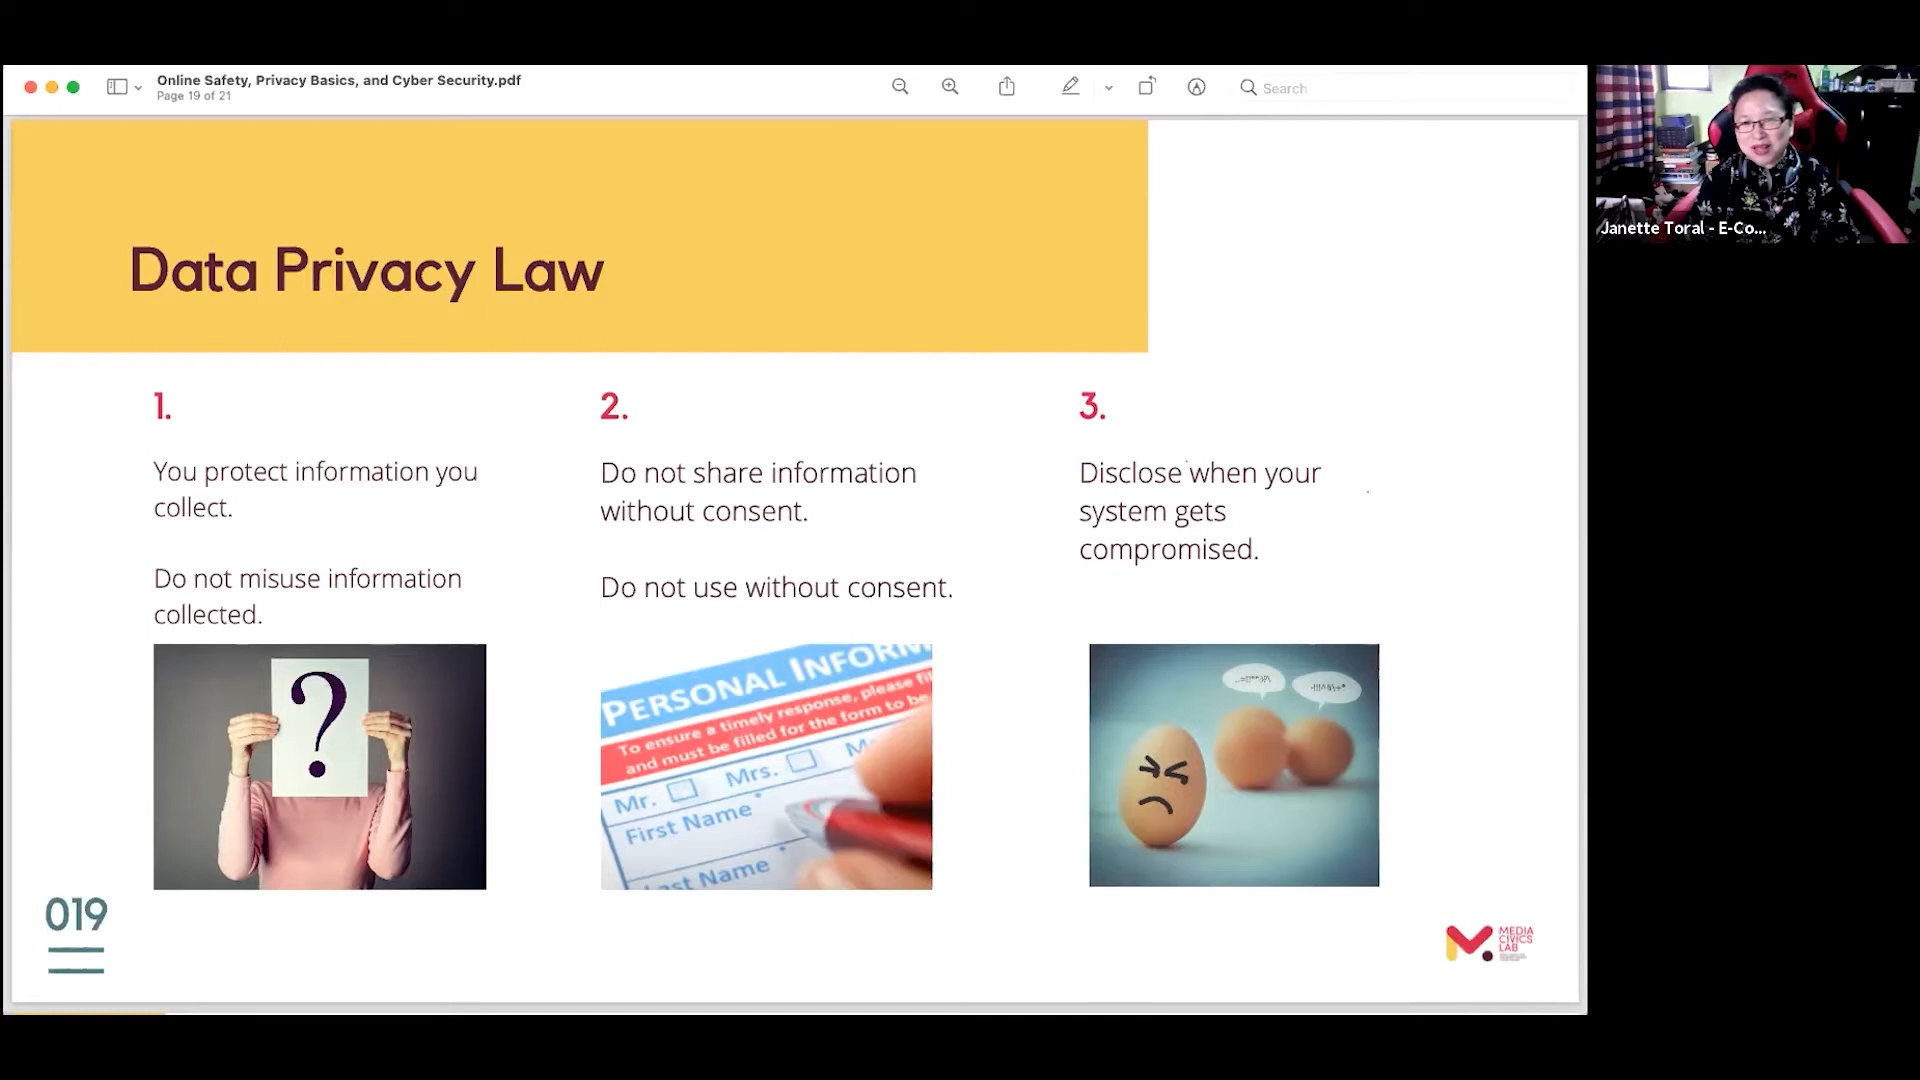 Online Safety, Privacy Basics, and Cyber Security.pdf
Page 19 of 21
Search
Janette Toral - E-Co...
Data Privacy Law
1.
You protect information you
collect.
Do not misuse information
collected.
2.
Do not share information
without consent.
Do not use without consent.
3.
Disclose when your
system gets
compromised.
?
PERSONAL INFORM
To ensure a timely response, please fil
and must be filled for the form to be
Mr. Mrs.
First Name *
Last Name *
019
MEDIA
CIVICS
LAB